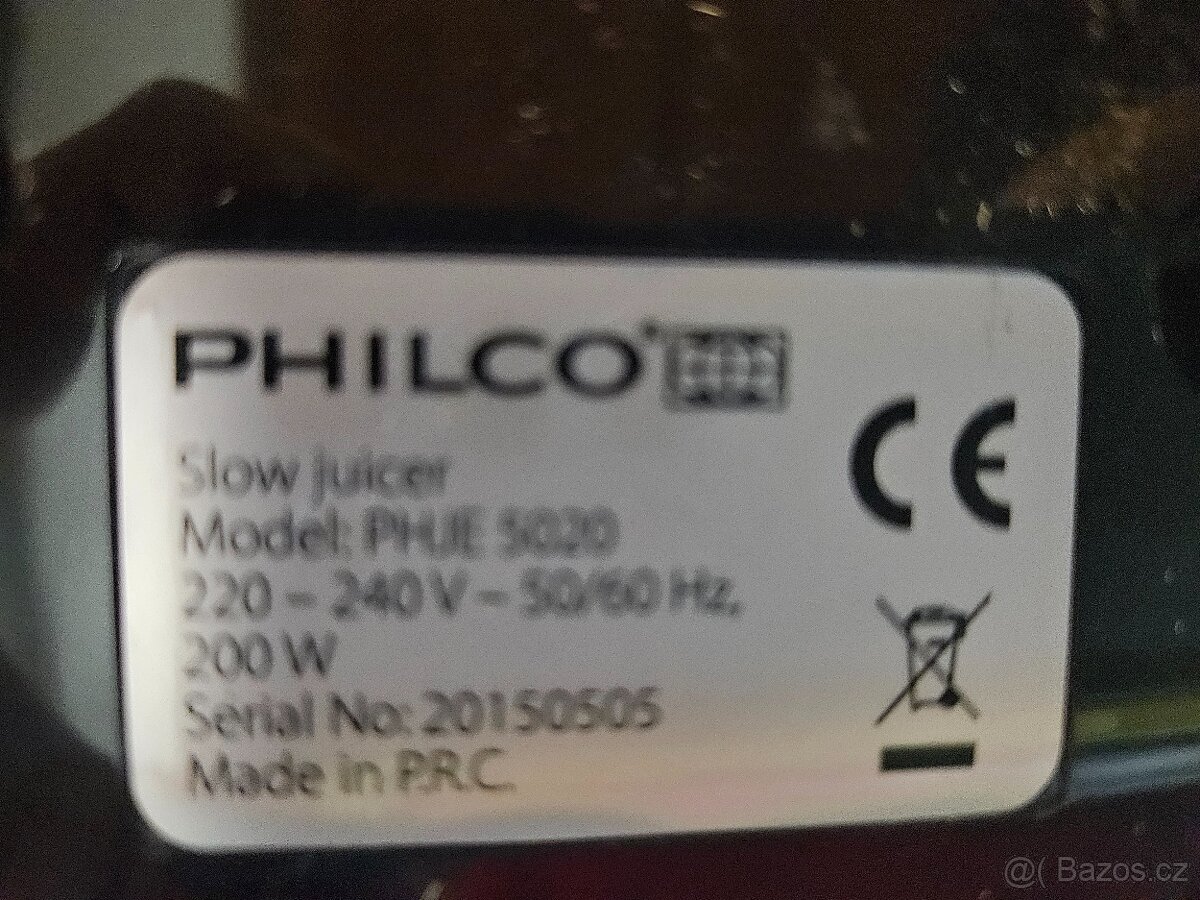 PHILCO
CE
Slow juicer
Model: PHJE 5020
220 – 240 V – 50/60 Hz,
200 W
Serial No: 20150505
Made in P.R.C.
@( Bazos.cz